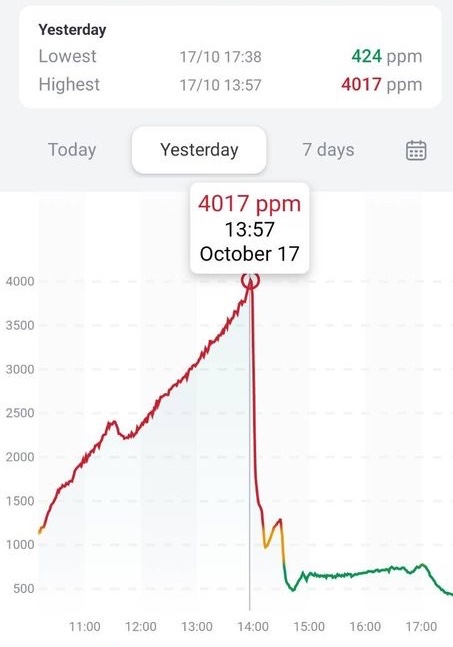 Yesterday
Lowest 17/10 17:38 424 ppm
Highest 17/10 13:57 4017 ppm
Today Yesterday 7 days
4017 ppm
13:57
October 17
4000
3500
3000
2500
2000
1500
1000
500
11:00 12:00 13:00 14:00 15:00 16:00 17:00